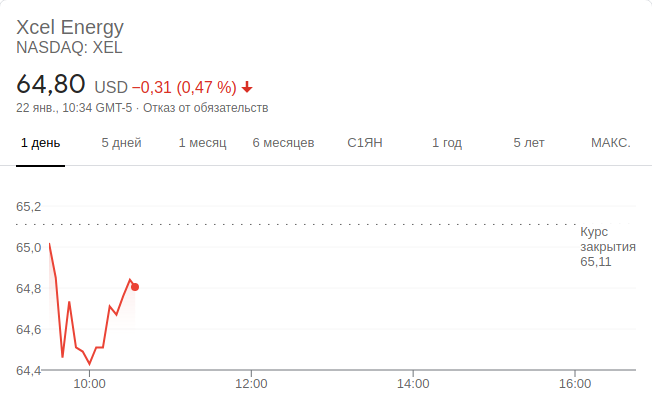 Xcel Energy
NASDAQ: XEL
64,80 USD −0,31 (0,47 %)
22 янв., 10:34 GMT-5 · Отказ от обязательств
1 день 5 дней 1 месяц 6 месяцев С1ЯН 1 год 5 лет МАКС.
65,2
65,0
64,8
64,6
64,4
Курс
закрытия
65,11
10:00 12:00 14:00 16:00